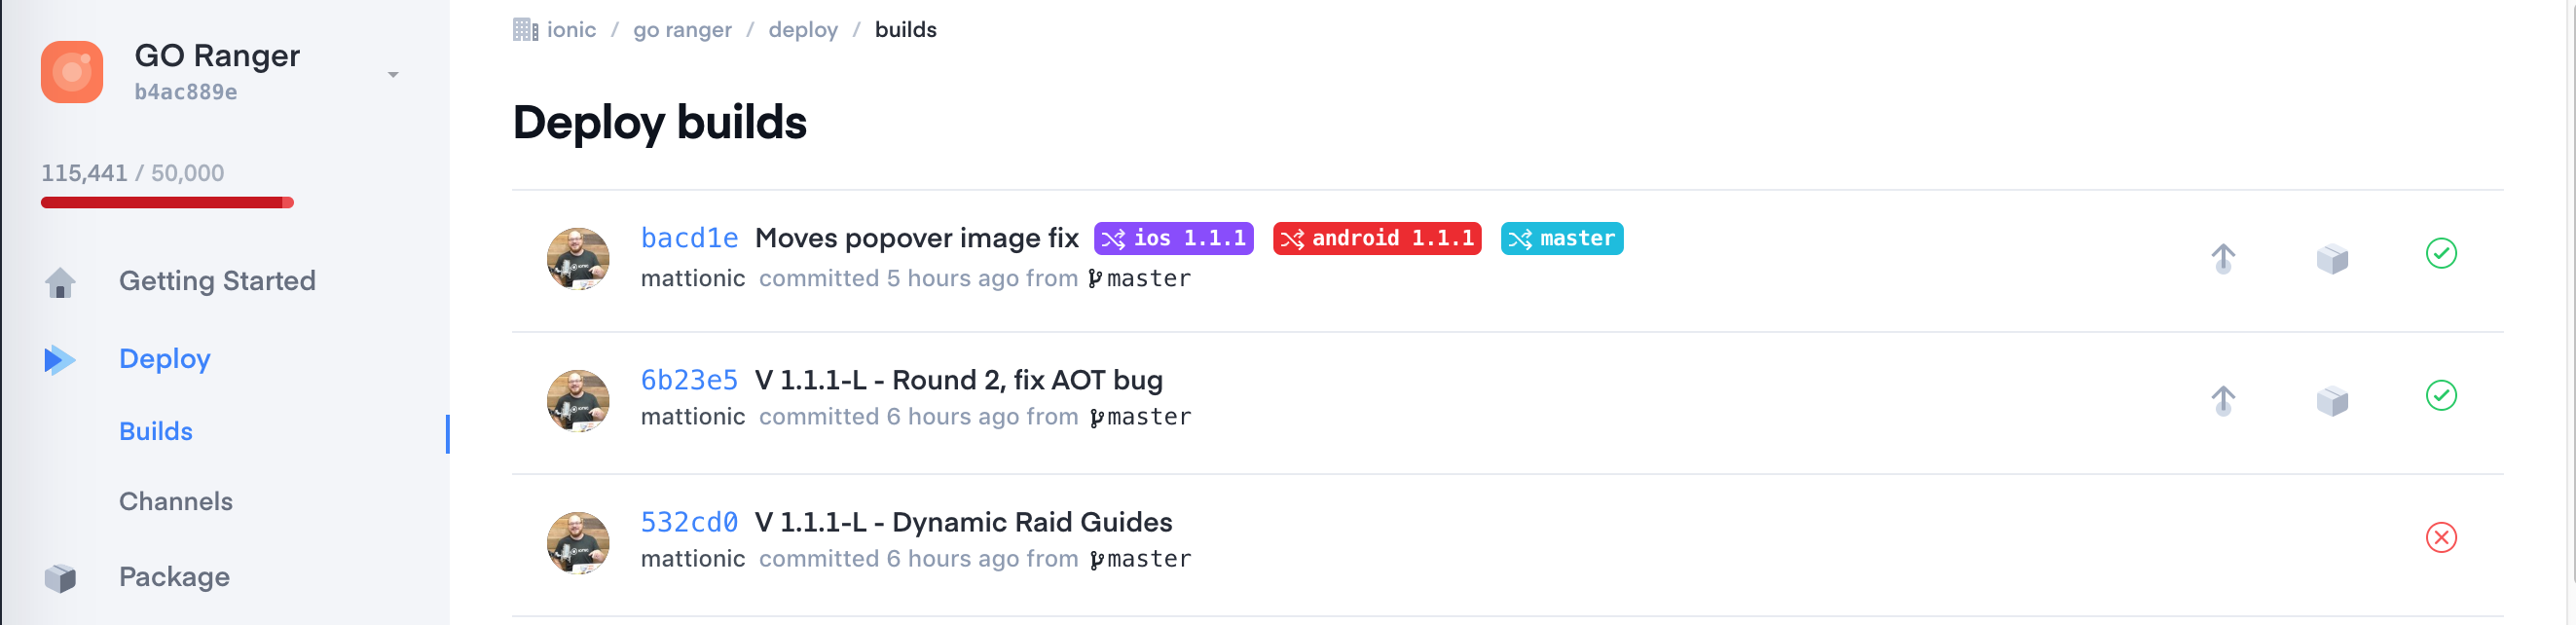 GO Ranger
b4ac889e
115,441 / 50,000
Getting Started
Deploy
Builds
Channels
Package
ionic / go ranger / deploy / builds
Deploy builds
bacd1e Moves popover image fix ios 1.1.1 android 1.1.1 master
mattionic committed 5 hours ago from master
6b23e5 V 1.1.1-L - Round 2, fix AOT bug
mattionic committed 6 hours ago from master
532cd0 V 1.1.1-L - Dynamic Raid Guides
mattionic committed 6 hours ago from master